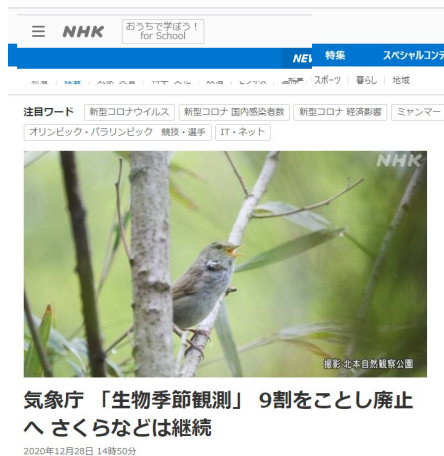 NHK
おうちで学ぼう！
for School
NEW
特集
スペシャルコンテ
スポーツ
暮らし
地域
注目ワード
新型コロナウイルス
新型コロナ 国内感染者数
新型コロナ 経済影響
ミャンマー
オリンピック・パラリンピック 競技・選手
IT・ネット
NHK
撮影 北本自然観察公園
気象庁 「生物季節観測」 9割をことし廃止
へ さくらなどは継続
2020年12月28日 14時50分